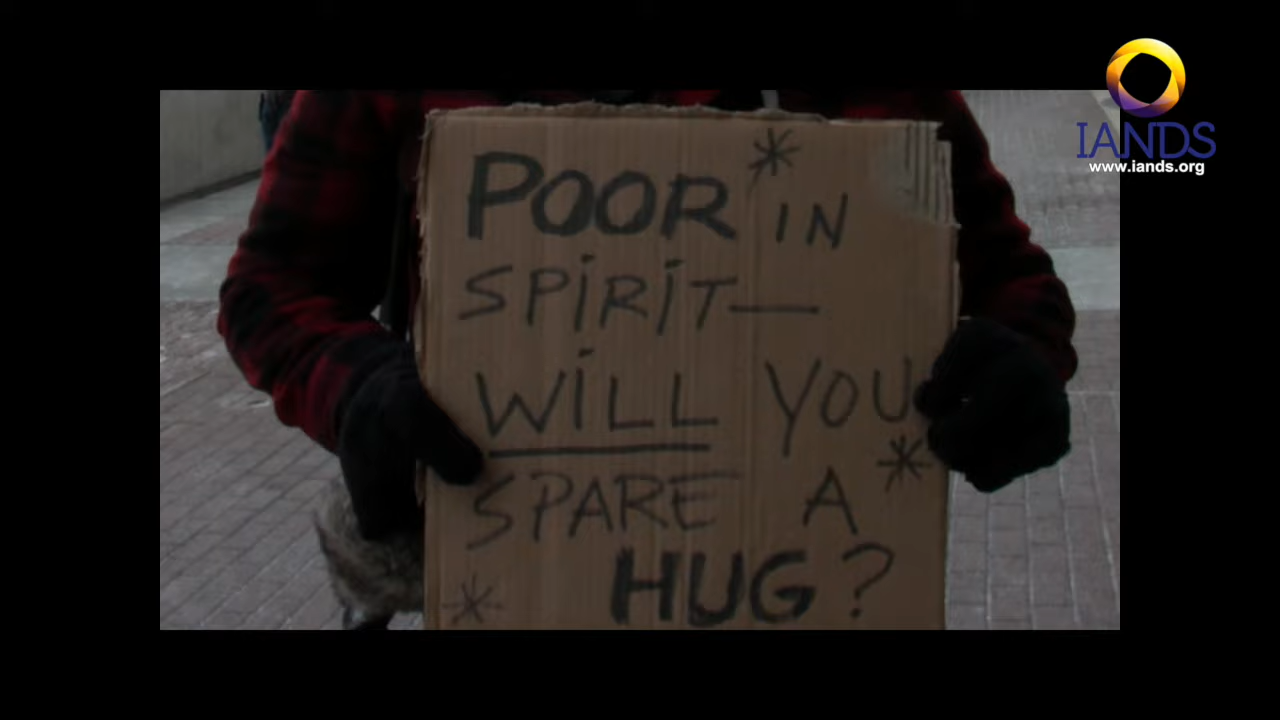 POOR IN
SPIRIT—
WILL YOU
SPARE A
HUG?
IANDS
www.iands.org